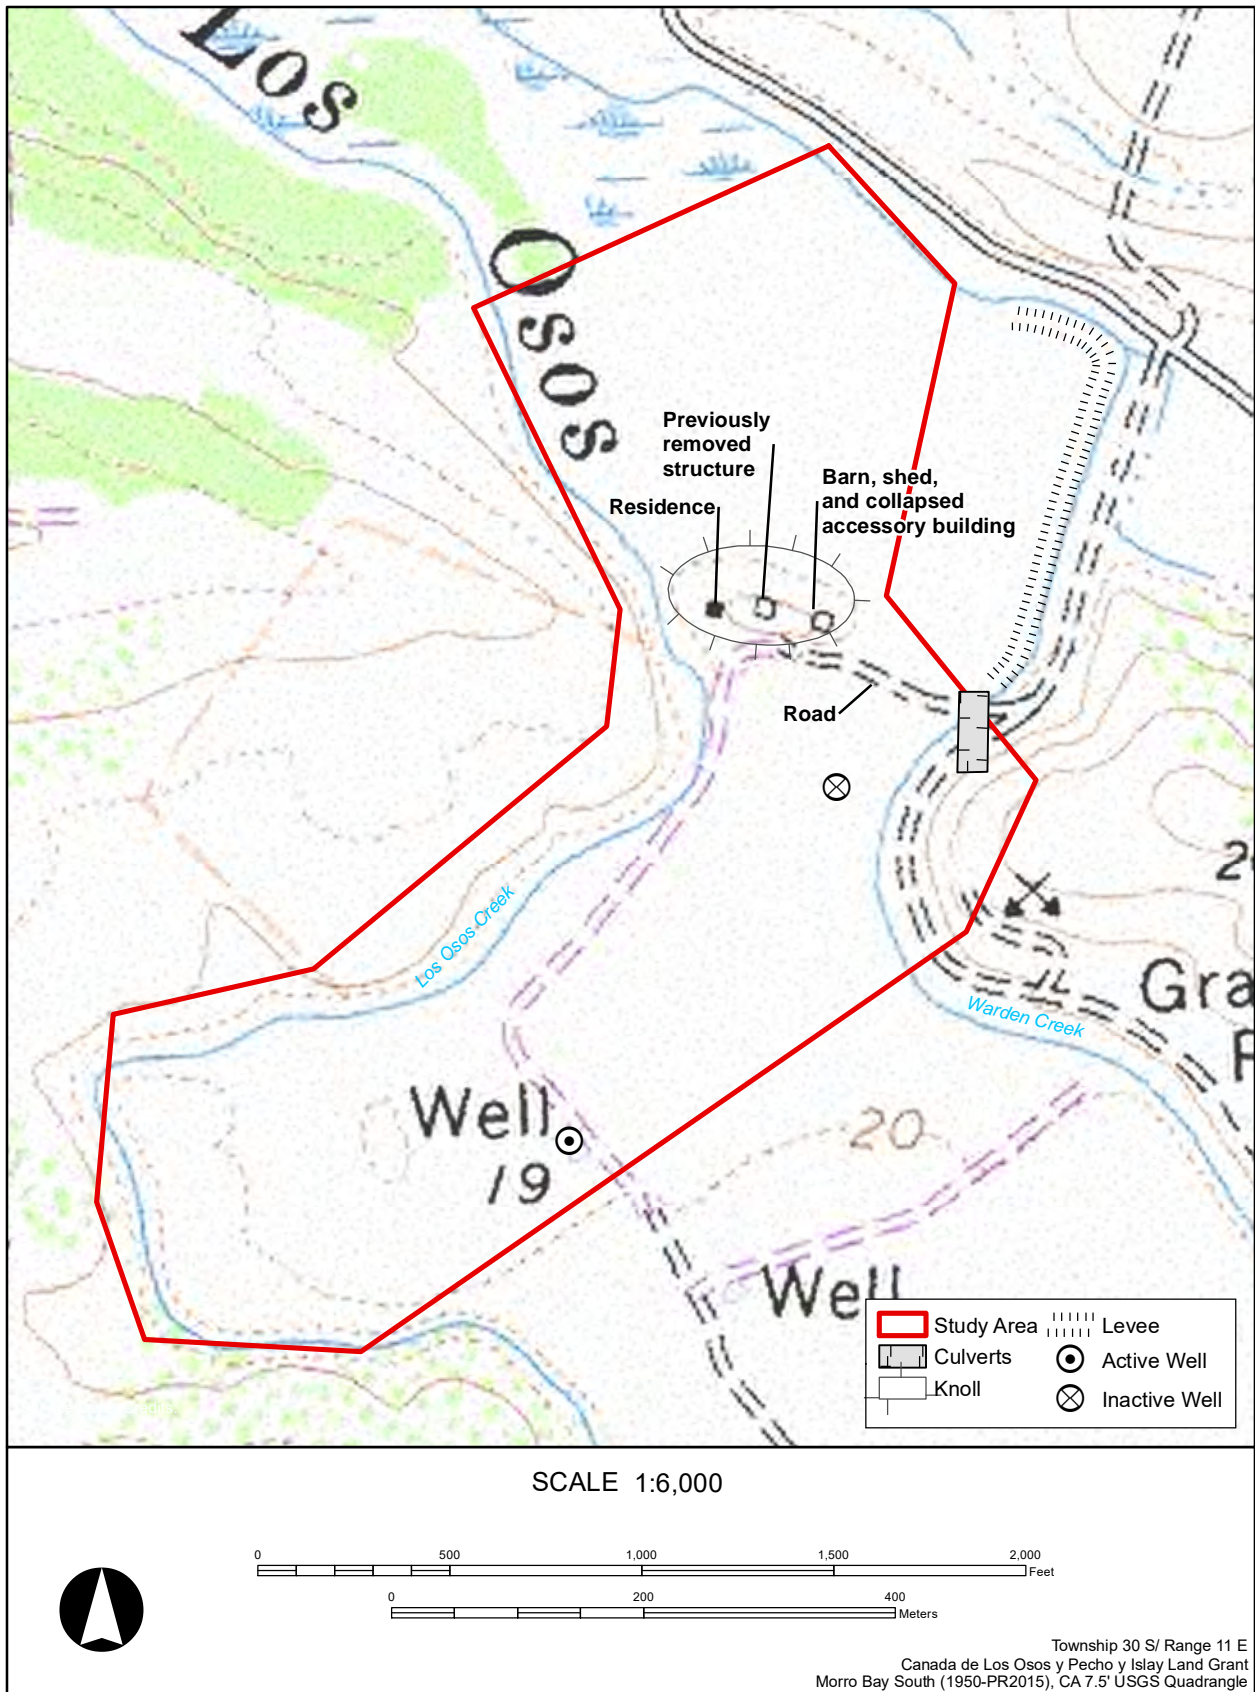 Los
Osos
Previously
removed
structure
Barn, shed,
and collapsed
accessory building
Residence
Road
Los Osos Creek
Warden Creek
Gra
Well
19
20
Well
Study Area
Levee
Culverts
Active Well
Knoll
Inactive Well
SCALE 1:6,000
0 500 1,000 1,500 2,000
Feet
0 200 400
Meters
Township 30 S/ Range 11 E
Canada de Los Osos y Pecho y Islay Land Grant
Morro Bay South (1950-PR2015), CA 7.5' USGS Quadrangle